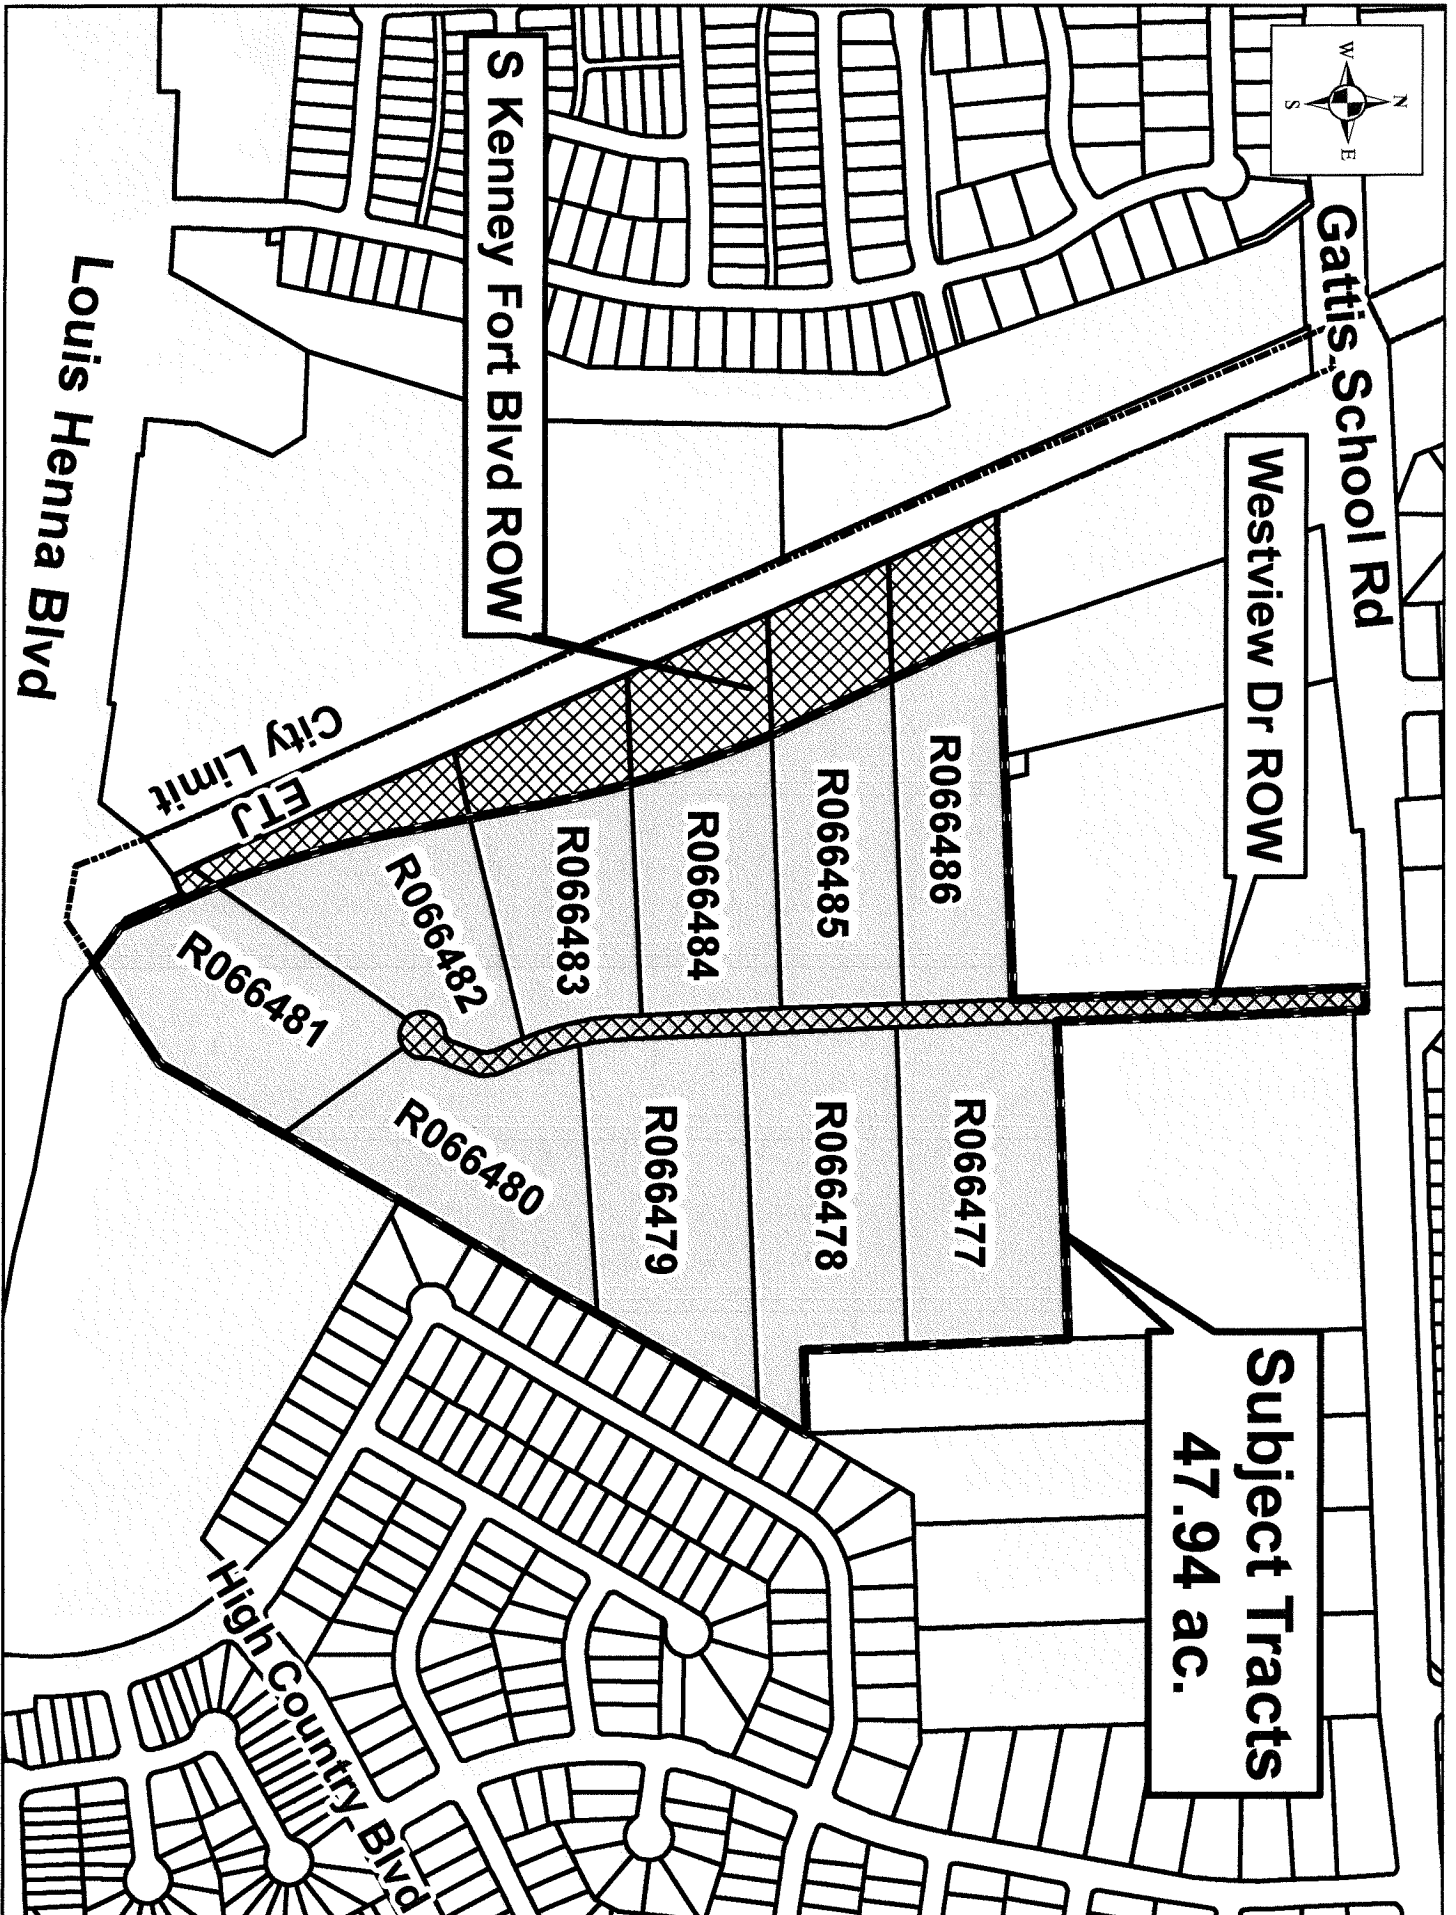 N
W
E
S
Gattis School Rd
Westview Dr ROW
Subject Tracts
47.94 ac.
S Kenney Fort Blvd ROW
R066486
R066485
R066484
R066483
R066482
R066481
R066477
R066478
R066479
R066480
City Limit
ETJ
Louis Henna Blvd
High Country Blvd